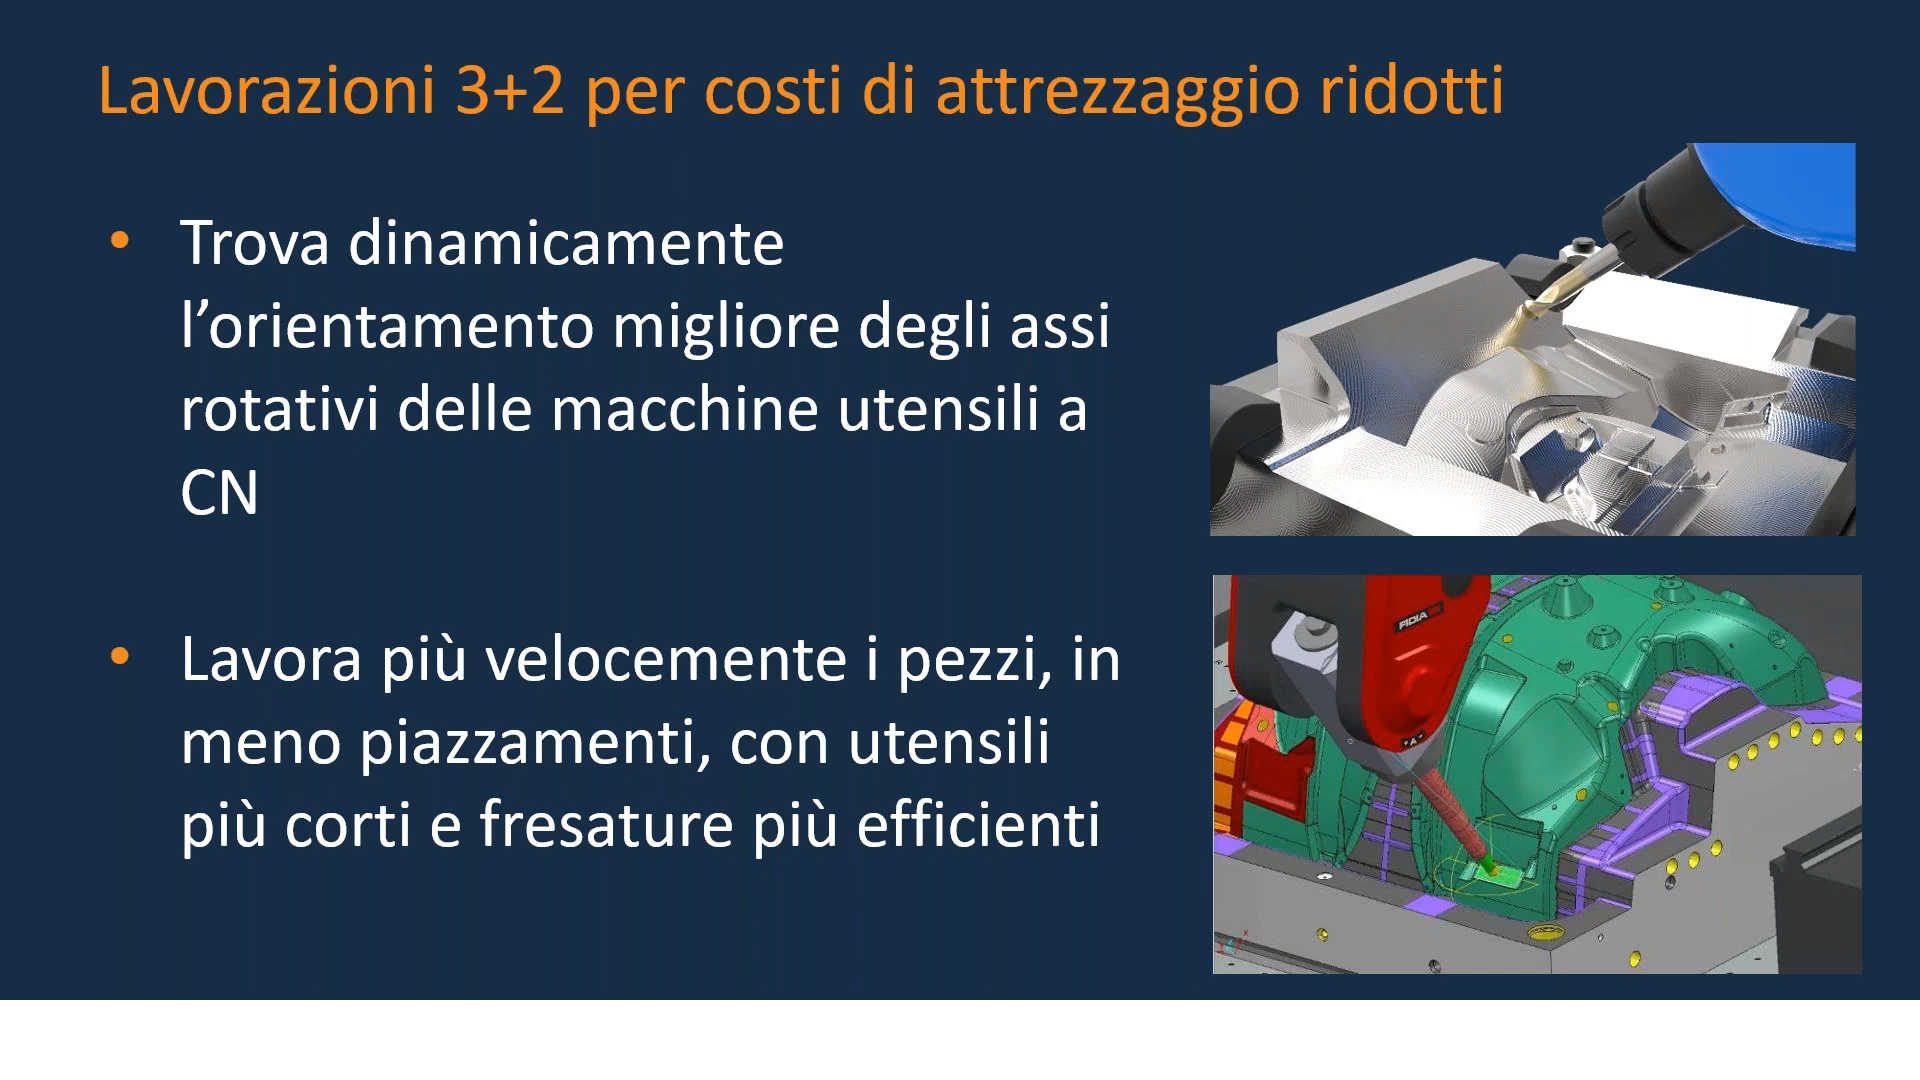 Lavorazioni 3+2 per costi di attrezzaggio ridotti
• Trova dinamicamente
l’orientamento migliore degli assi
rotativi delle macchine utensili a
CN
• Lavora più velocemente i pezzi, in
meno piazzamenti, con utensili
più corti e fresature più efficienti
FIDIA